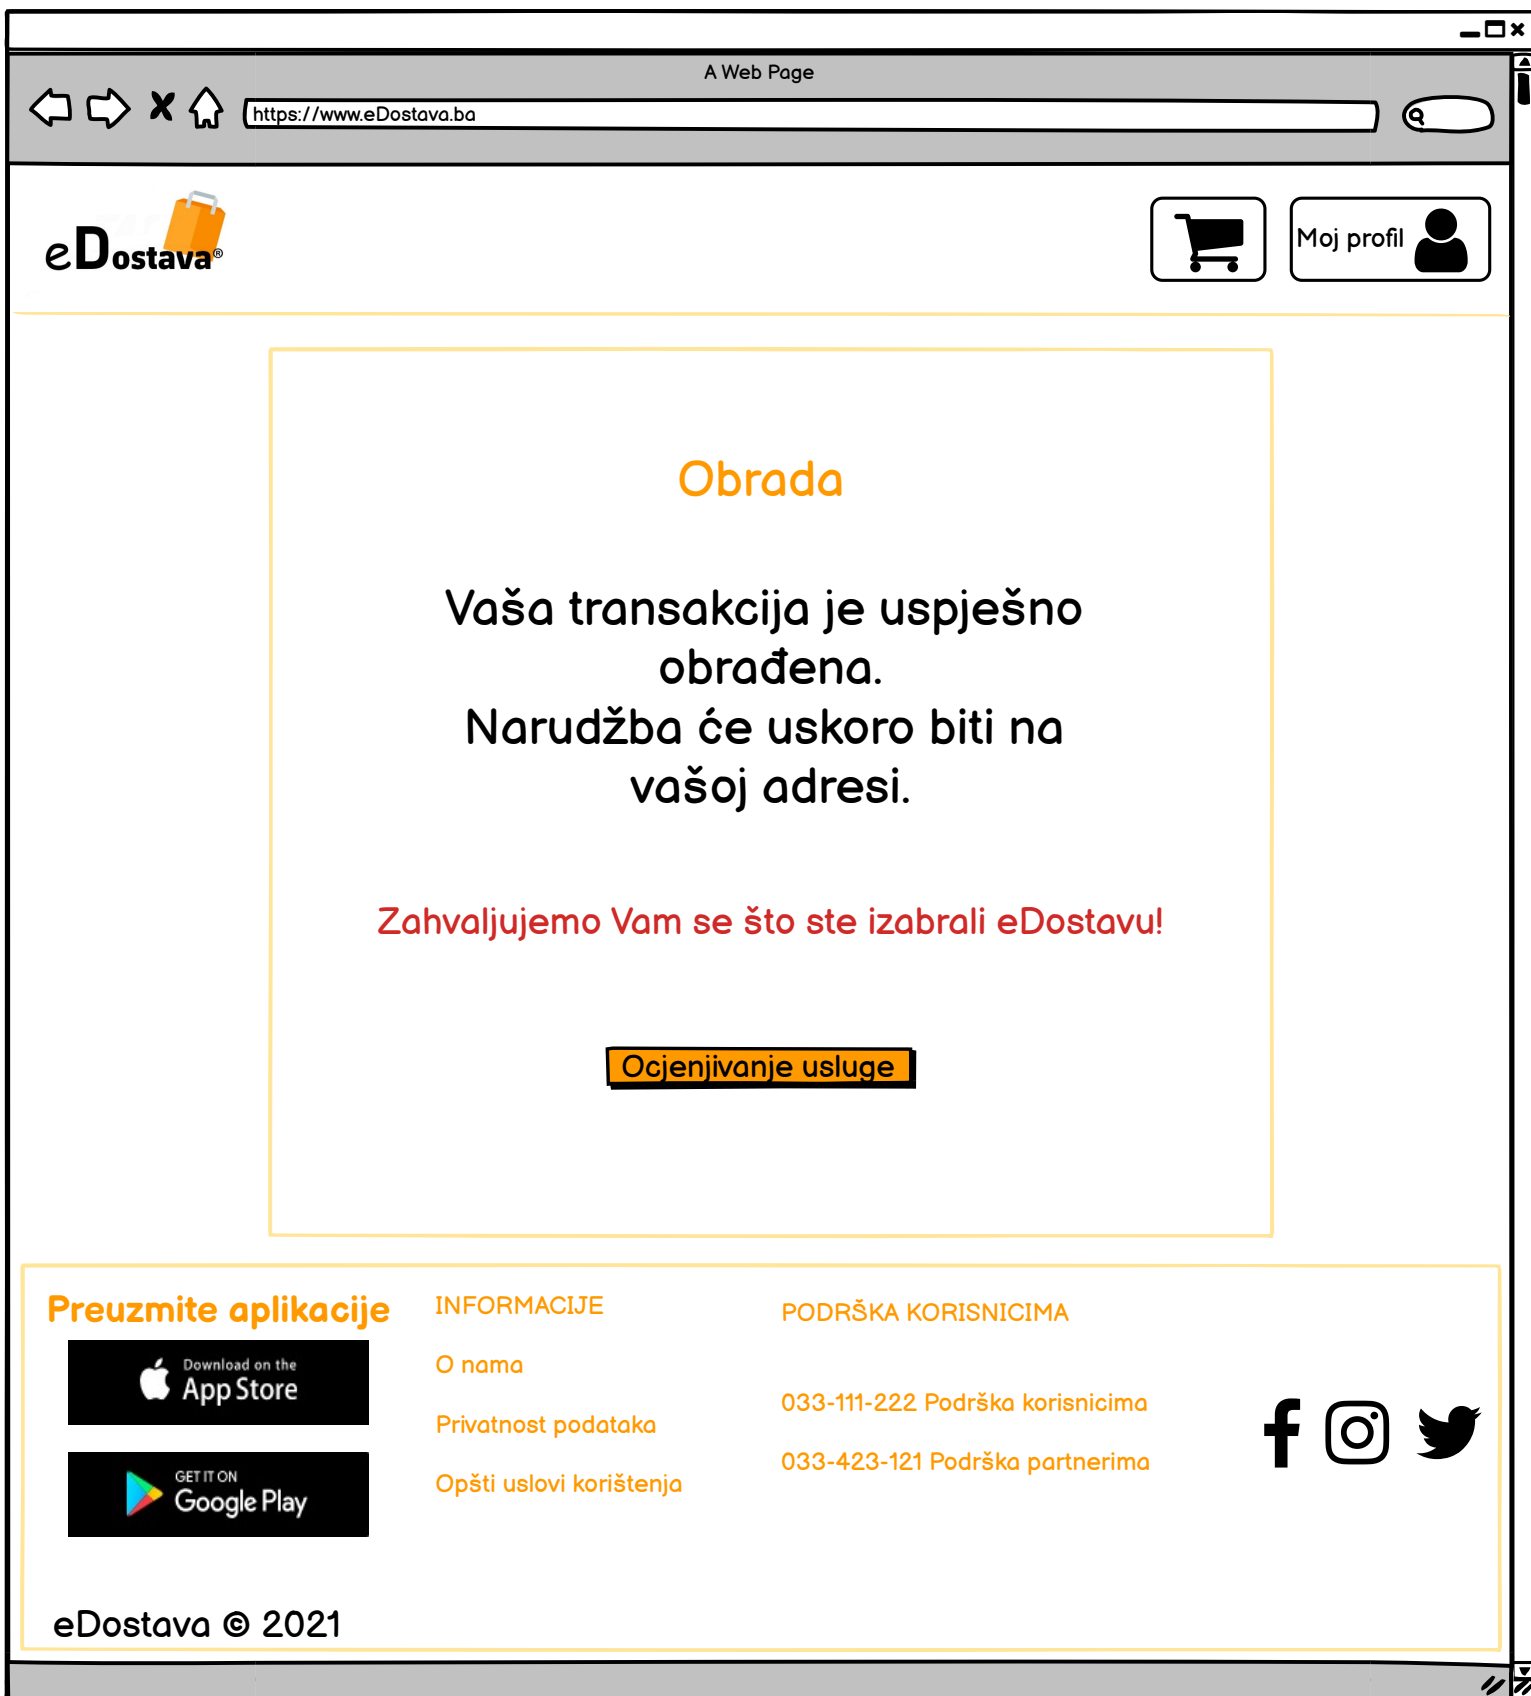 A Web Page
https://www.eDostava.ba
eDostava®
Moj profil
Obrada
Vaša transakcija je uspješno
obrađena.
Narudžba će uskoro biti na
vašoj adresi.
Zahvaljujemo Vam se što ste izabrali eDostavu!
Ocjenjivanje usluge
Preuzmite aplikacije
Download on the
App Store
GET IT ON
Google Play
INFORMACIJE
O nama
Privatnost podataka
Opšti uslovi korištenja
PODRŠKA KORISNICIMA
033-111-222 Podrška korisnicima
033-423-121 Podrška partnerima
eDostava © 2021